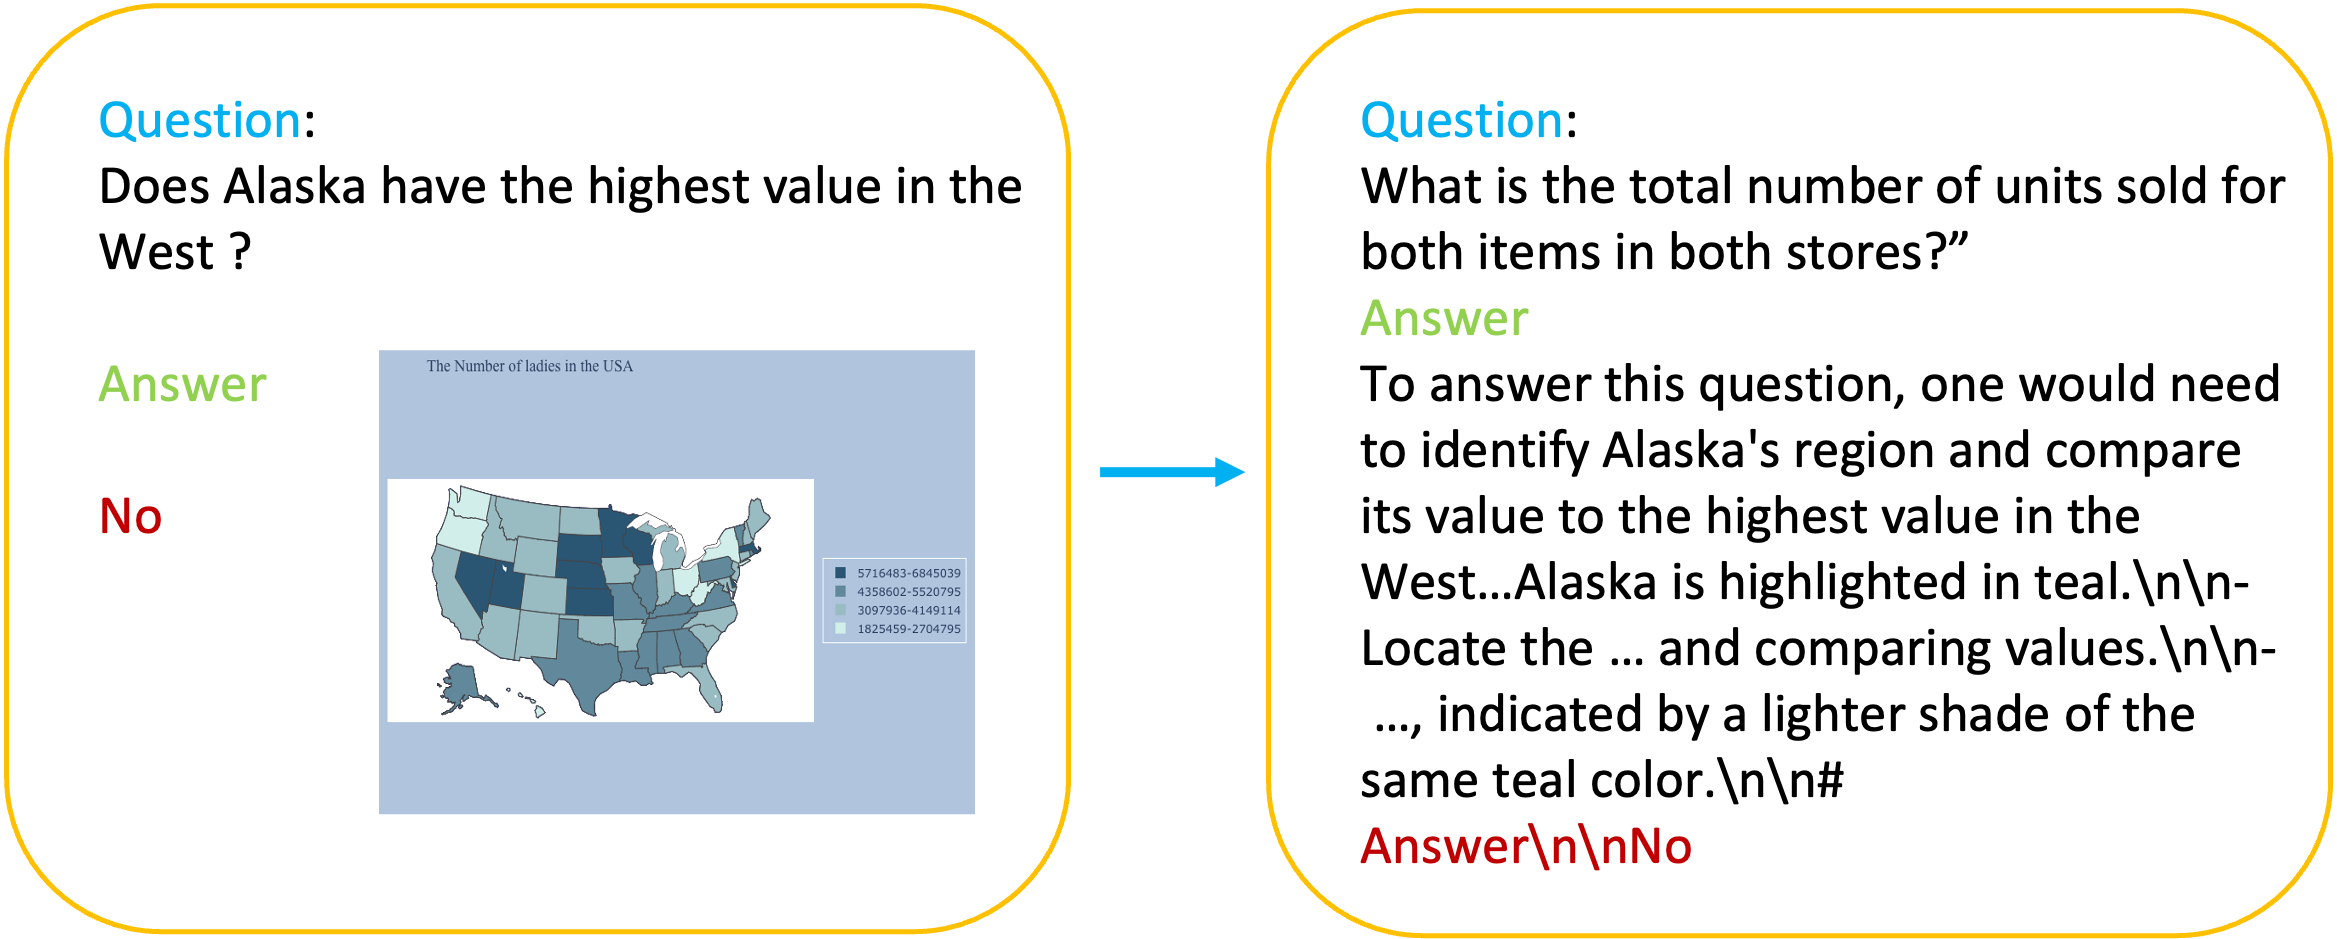 Question:
Does Alaska have the highest value in the
West ?
Answer
No
The Number of ladies in the USA
5716483-6845039
4358602-5520795
3097936-4149114
1825459-2704795
Question:
What is the total number of units sold for
both items in both stores?”
Answer
To answer this question, one would need
to identify Alaska's region and compare
its value to the highest value in the
West...Alaska is highlighted in teal.\n\n-
Locate the ... and comparing values.\n\n-
..., indicated by a lighter shade of the
same teal color.\n\n#
Answer\n\nNo